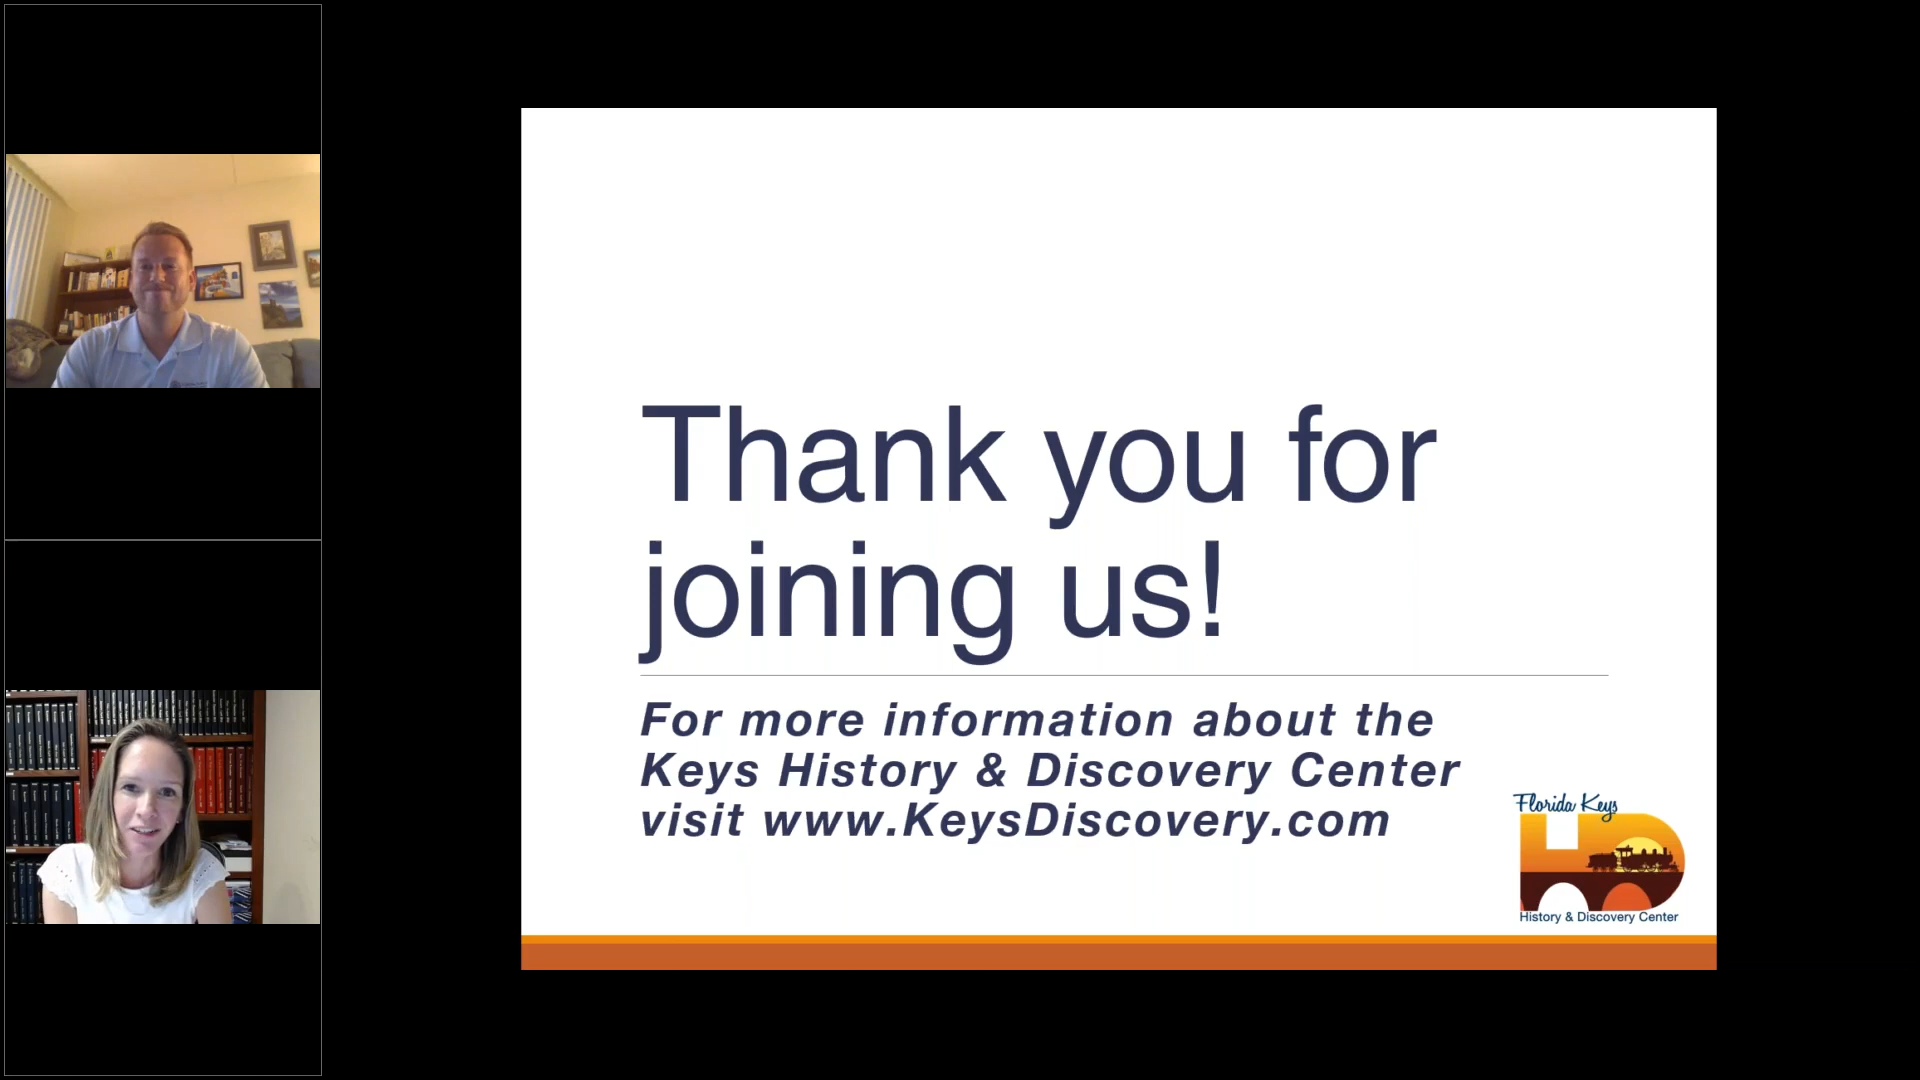 Thank you for
joining us!
For more information about the
Keys History & Discovery Center
visit www.KeysDiscovery.com
Florida Keys
History & Discovery Center